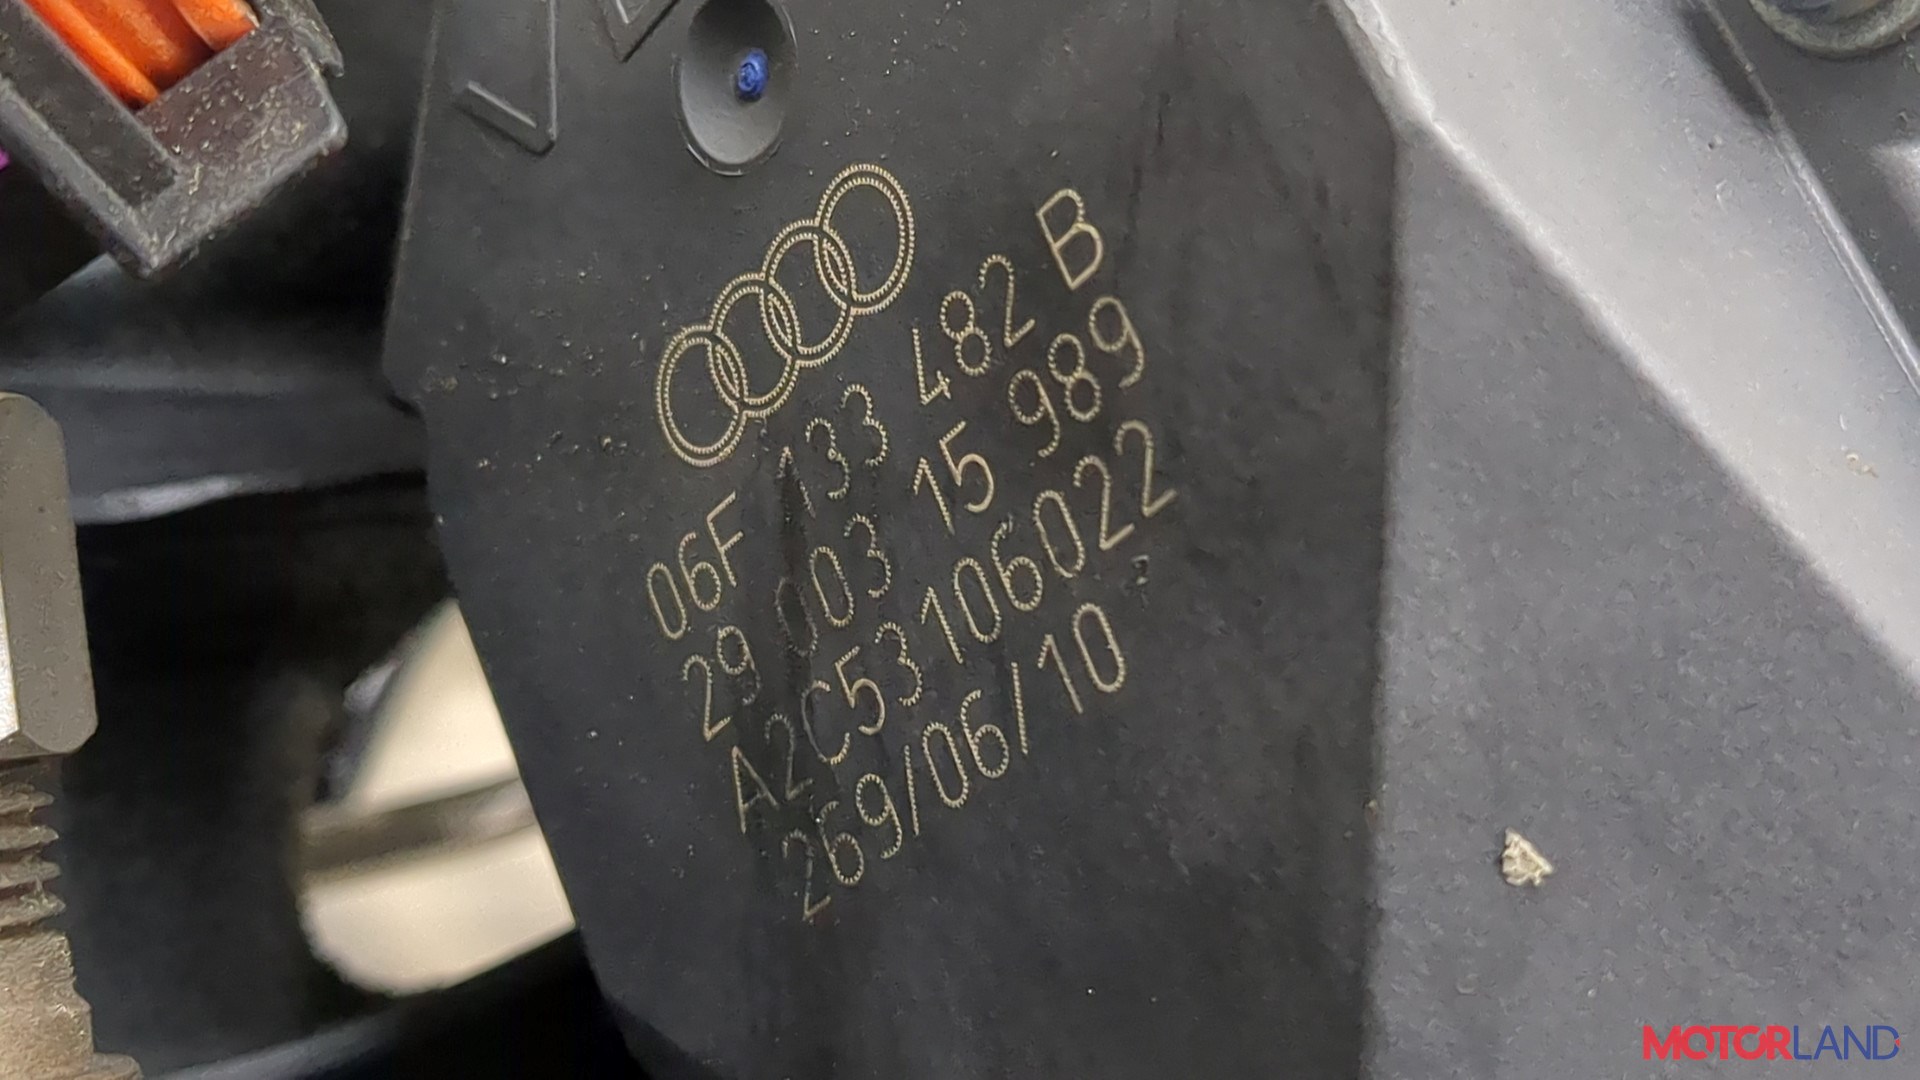 06F 133 482 B
29 003 15 989
A2C53106022
269/06/10
MOTORLAND